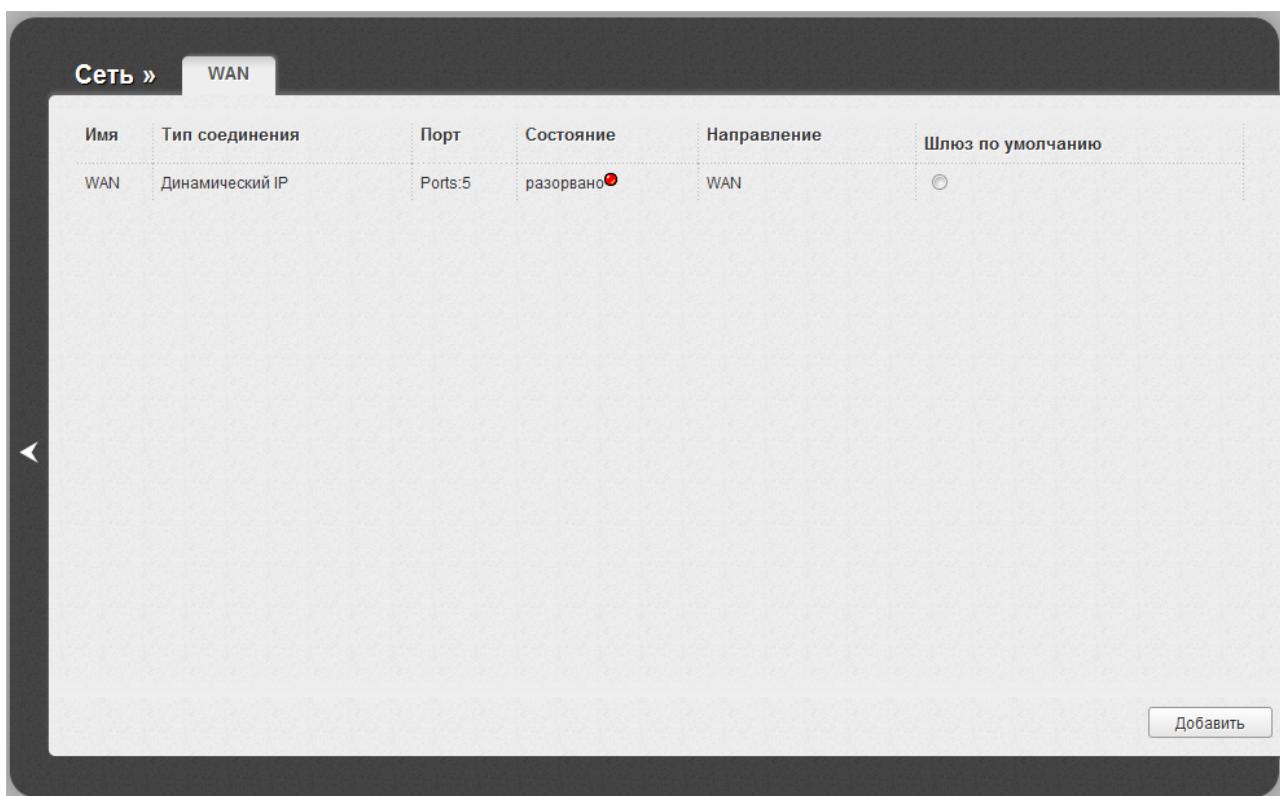 Сеть » WAN
Имя Тип соединения Порт Состояние Направление Шлюз по умолчанию
WAN Динамический IP Ports:5 разорвано WAN
Добавить